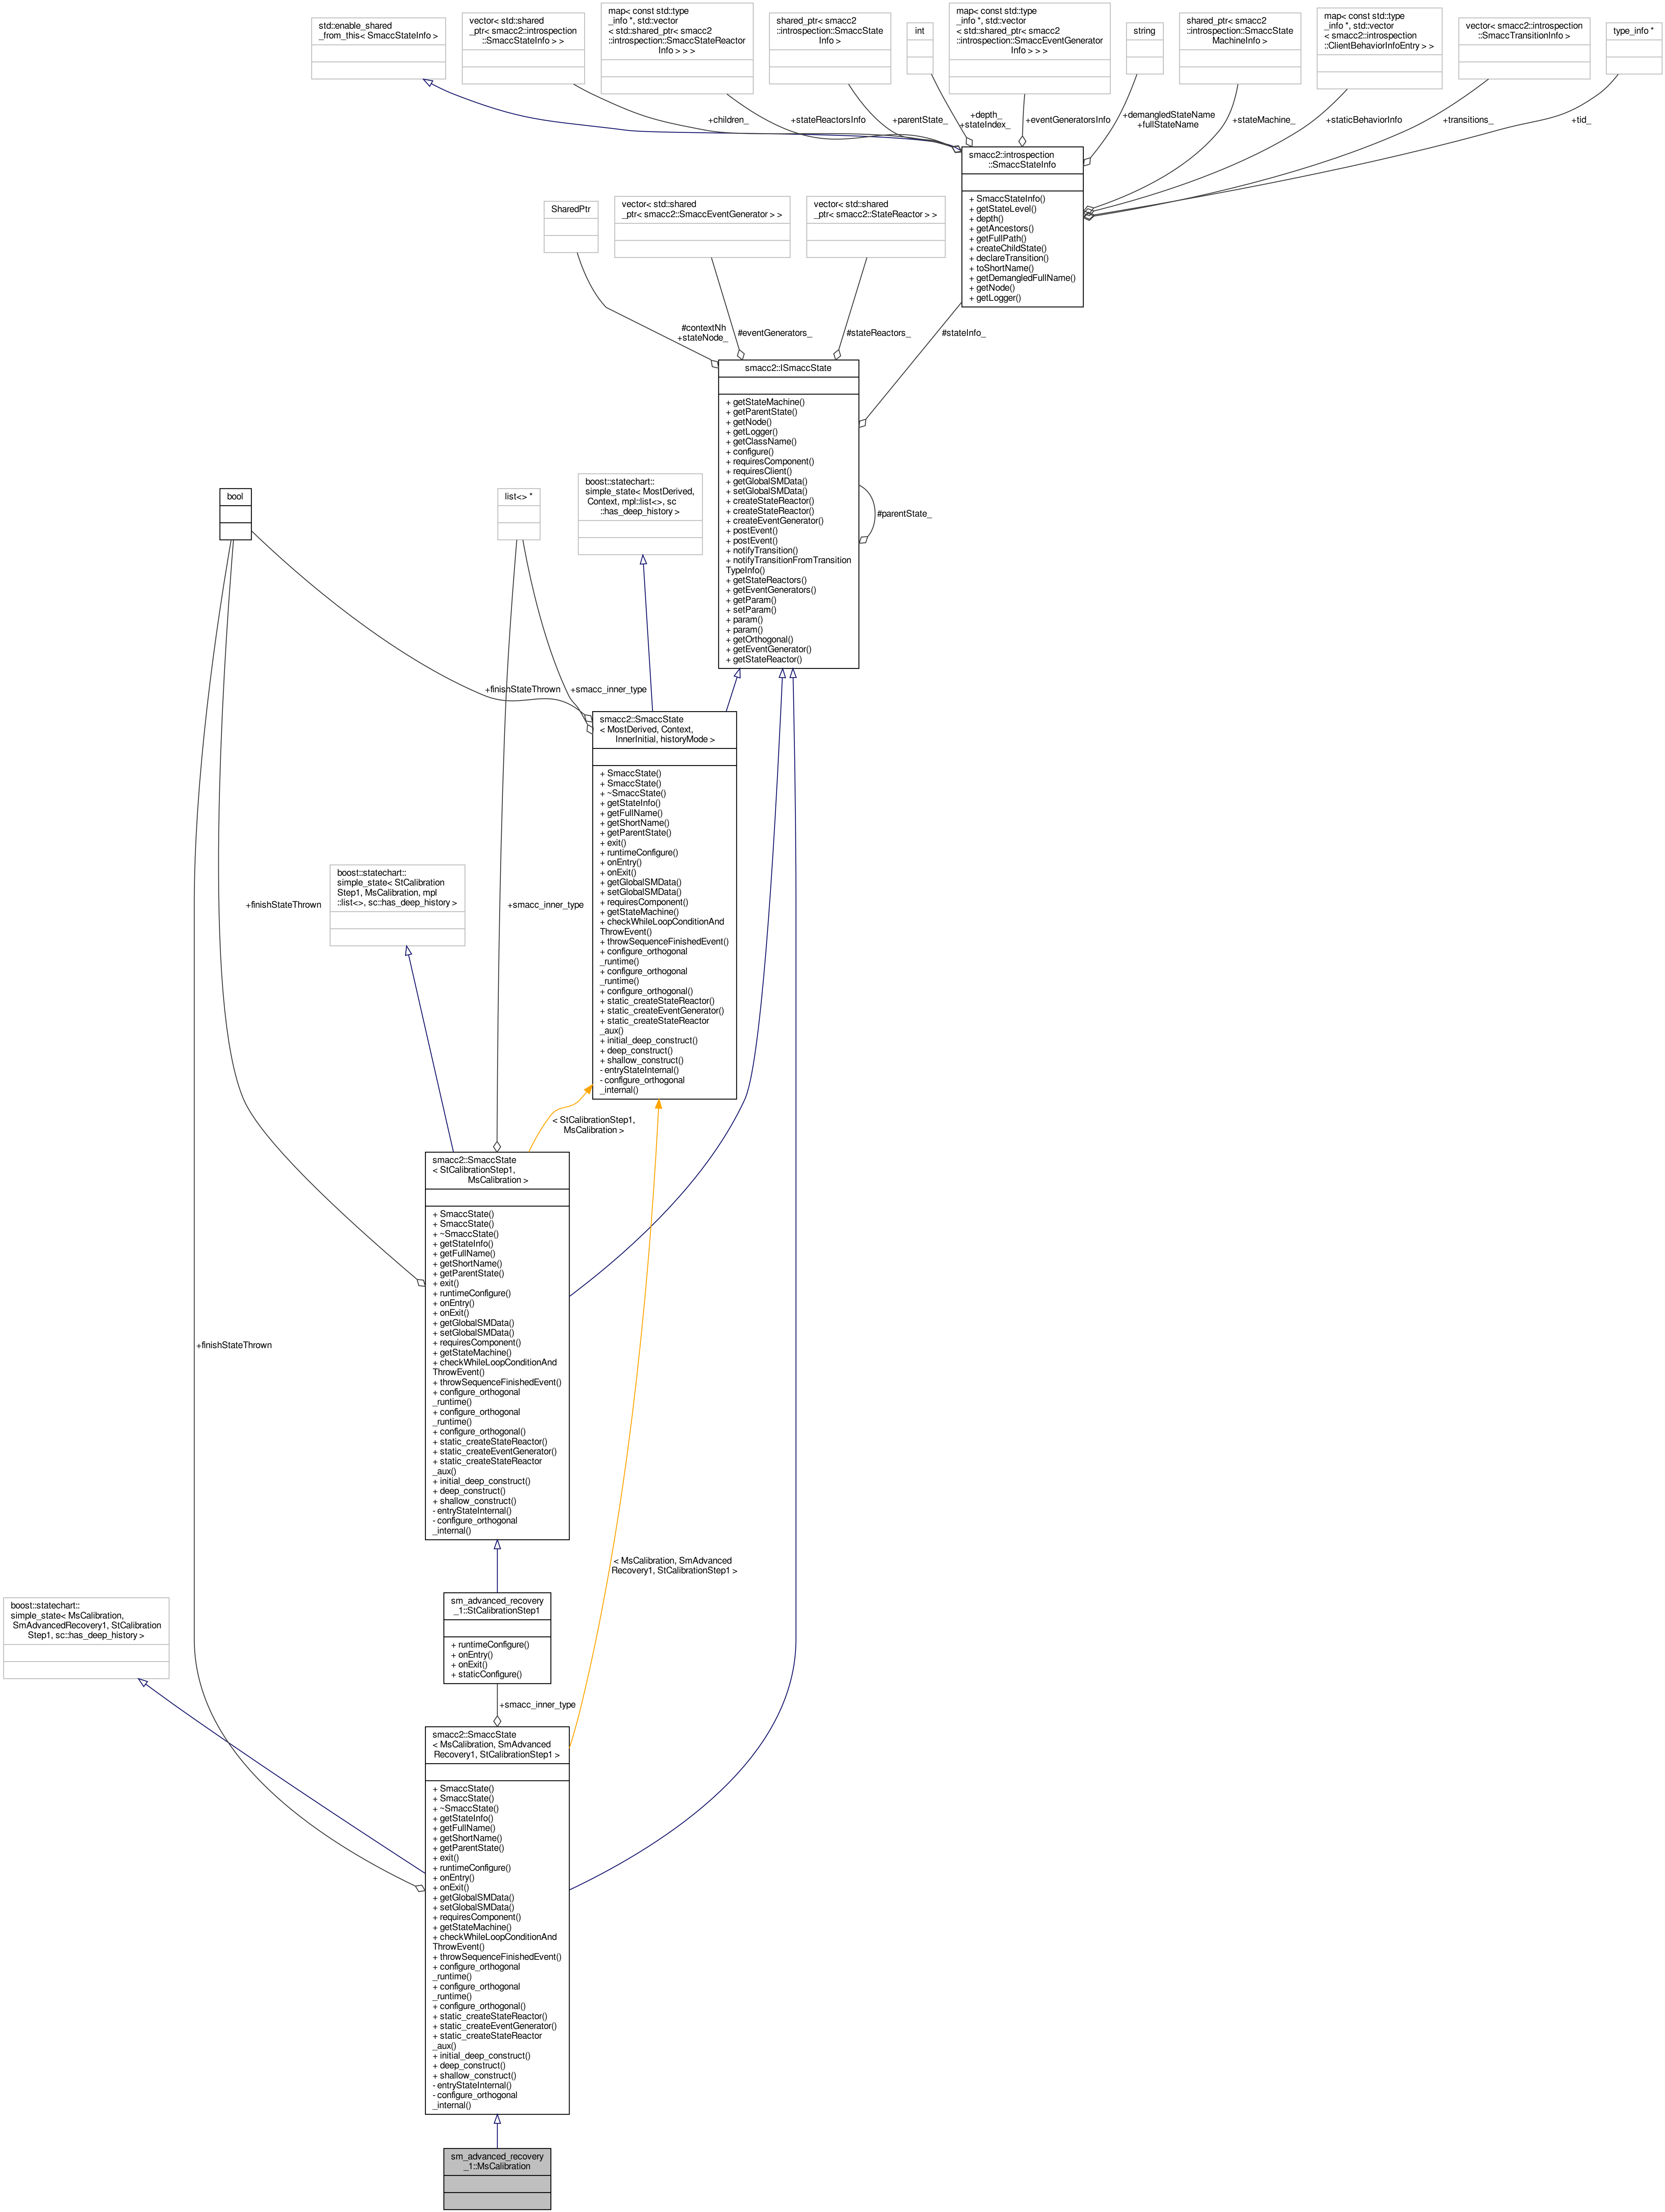 std::enable_shared
_from_this< SmaccStateInfo >
vector< std::shared
_ptr< smacc2::introspection
::SmaccStateInfo > >
map< const std::type
_info *, std::vector
< std::shared_ptr< smacc2
::introspection::SmaccStateReactor
Info > > >
shared_ptr< smacc2
::introspection::SmaccState
Info >
int
map< const std::type
_info *, std::vector
< std::shared_ptr< smacc2
::introspection::SmaccEventGenerator
Info > > >
string
shared_ptr< smacc2
::introspection::SmaccState
MachineInfo >
map< const std::type
_info *, std::vector
< smacc2::introspection
::ClientBehaviorInfoEntry > >
vector< smacc2::introspection
::SmaccTransitionInfo >
type_info *
+children_
+stateReactorsInfo
+parentState_
+depth_
+stateIndex_
+eventGeneratorsInfo
+demangledStateName
+fullStateName
+stateMachine_
+staticBehaviorInfo
+transitions_
+tid_
smacc2::introspection
::SmaccStateInfo
+ SmaccStateInfo()
+ getStateLevel()
+ depth()
+ getAncestors()
+ getFullPath()
+ createChildState()
+ declareTransition()
+ toShortName()
+ getDemangledFullName()
+ getNode()
+ getLogger()
SharedPtr
vector< std::shared
_ptr< smacc2::SmaccEventGenerator > >
vector< std::shared
_ptr< smacc2::StateReactor > >
#contextNh
+stateNode_
#eventGenerators_
#stateReactors_
#stateInfo_
smacc2::ISmaccState
+ getStateMachine()
+ getParentState()
+ getNode()
+ getLogger()
+ getClassName()
+ configure()
+ requiresComponent()
+ requiresClient()
+ getGlobalSMData()
+ setGlobalSMData()
+ createStateReactor()
+ createStateReactor()
+ createEventGenerator()
+ postEvent()
+ postEvent()
+ notifyTransition()
+ notifyTransitionFromTransition
TypeInfo()
+ getStateReactors()
+ getEventGenerators()
+ getParam()
+ setParam()
+ param()
+ param()
+ getOrthogonal()
+ getEventGenerator()
+ getStateReactor()
#parentState_
bool
list<> *
boost::statechart::
simple_state< MostDerived,
Context, mpl::list<>, sc
::has_deep_history >
+finishStateThrown
+smacc_inner_type
smacc2::SmaccState
< MostDerived, Context,
InnerInitial, historyMode >
+ SmaccState()
+ SmaccState()
+ ~SmaccState()
+ getStateInfo()
+ getFullName()
+ getShortName()
+ getParentState()
+ exit()
+ runtimeConfigure()
+ onEntry()
+ onExit()
+ getGlobalSMData()
+ setGlobalSMData()
+ requiresComponent()
+ getStateMachine()
+ checkWhileLoopConditionAnd
ThrowEvent()
+ throwSequenceFinishedEvent()
+ configure_orthogonal
_runtime()
+ configure_orthogonal
_runtime()
+ configure_orthogonal()
+ static_createStateReactor()
+ static_createEventGenerator()
+ static_createStateReactor
_aux()
+ initial_deep_construct()
+ deep_construct()
+ shallow_construct()
- entryStateInternal()
- configure_orthogonal
_internal()
boost::statechart::
simple_state< StCalibration
Step1, MsCalibration, mpl
::list<>, sc::has_deep_history >
+finishStateThrown
+smacc_inner_type
< StCalibrationStep1,
MsCalibration >
smacc2::SmaccState
< StCalibrationStep1,
MsCalibration >
+ SmaccState()
+ SmaccState()
+ ~SmaccState()
+ getStateInfo()
+ getFullName()
+ getShortName()
+ getParentState()
+ exit()
+ runtimeConfigure()
+ onEntry()
+ onExit()
+ getGlobalSMData()
+ setGlobalSMData()
+ requiresComponent()
+ getStateMachine()
+ checkWhileLoopConditionAnd
ThrowEvent()
+ throwSequenceFinishedEvent()
+ configure_orthogonal
_runtime()
+ configure_orthogonal
_runtime()
+ configure_orthogonal()
+ static_createStateReactor()
+ static_createEventGenerator()
+ static_createStateReactor
_aux()
+ initial_deep_construct()
+ deep_construct()
+ shallow_construct()
- entryStateInternal()
- configure_orthogonal
_internal()
+finishStateThrown
< MsCalibration, SmAdvanced
Recovery1, StCalibrationStep1 >
boost::statechart::
simple_state< MsCalibration,
SmAdvancedRecovery1, StCalibration
Step1, sc::has_deep_history >
sm_advanced_recovery
_1::StCalibrationStep1
+ runtimeConfigure()
+ onEntry()
+ onExit()
+ staticConfigure()
+smacc_inner_type
smacc2::SmaccState
< MsCalibration, SmAdvanced
Recovery1, StCalibrationStep1 >
+ SmaccState()
+ SmaccState()
+ ~SmaccState()
+ getStateInfo()
+ getFullName()
+ getShortName()
+ getParentState()
+ exit()
+ runtimeConfigure()
+ onEntry()
+ onExit()
+ getGlobalSMData()
+ setGlobalSMData()
+ requiresComponent()
+ getStateMachine()
+ checkWhileLoopConditionAnd
ThrowEvent()
+ throwSequenceFinishedEvent()
+ configure_orthogonal
_runtime()
+ configure_orthogonal
_runtime()
+ configure_orthogonal()
+ static_createStateReactor()
+ static_createEventGenerator()
+ static_createStateReactor
_aux()
+ initial_deep_construct()
+ deep_construct()
+ shallow_construct()
- entryStateInternal()
- configure_orthogonal
_internal()
sm_advanced_recovery
_1::MsCalibration